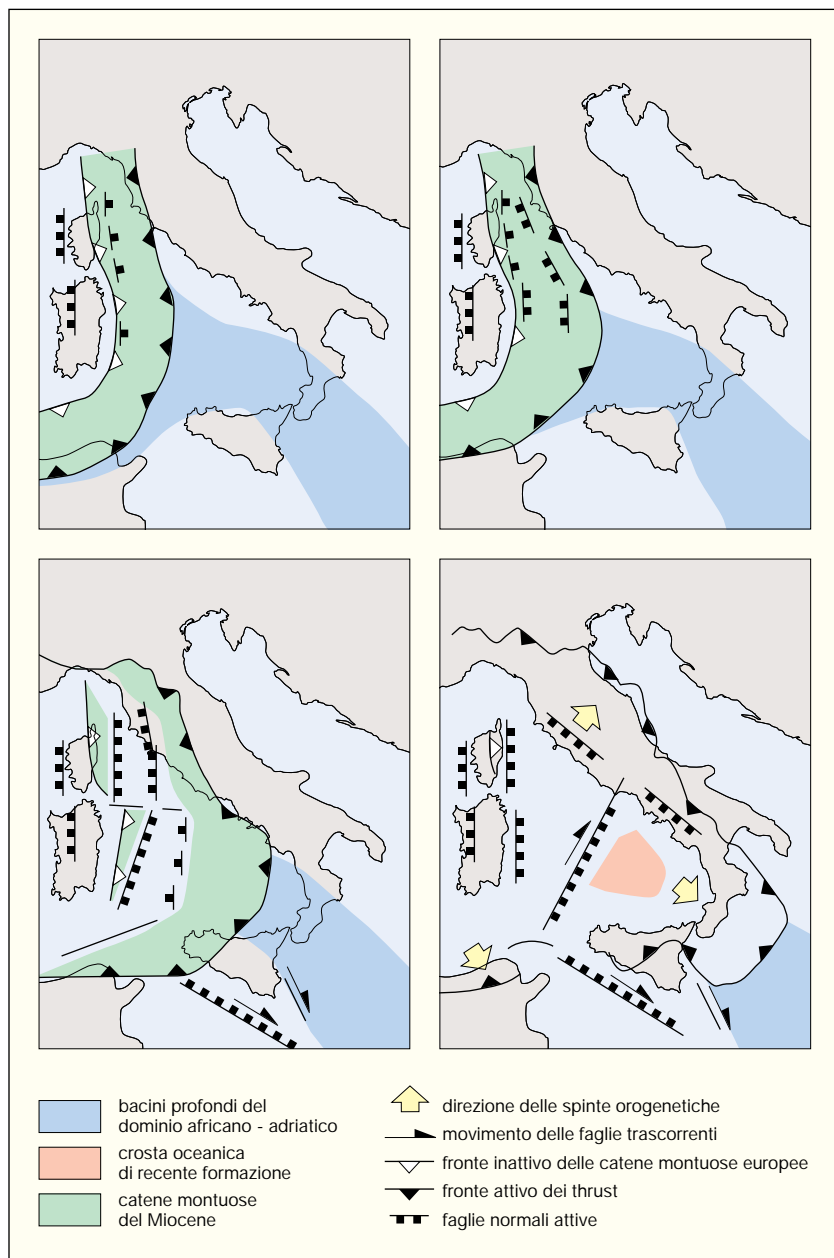 bacini profondi del
dominio africano - adriatico
crosta oceanica
di recente formazione
catene montuose
del Miocene
direzione delle spinte orogenetiche
movimento delle faglie trascorrenti
fronte inattivo delle catene montuose europee
fronte attivo dei thrust
faglie normali attive